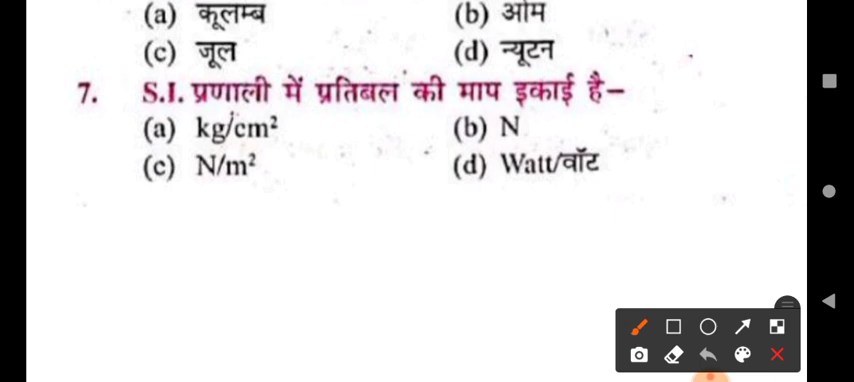 (a) कूलम्ब (b) ओम
(c) जूल (d) न्यूटन
7. S.I. प्रणाली में प्रतिबल की माप इकाई है–
(a) kg/cm² (b) N
(c) N/m² (d) Watt/वॉट